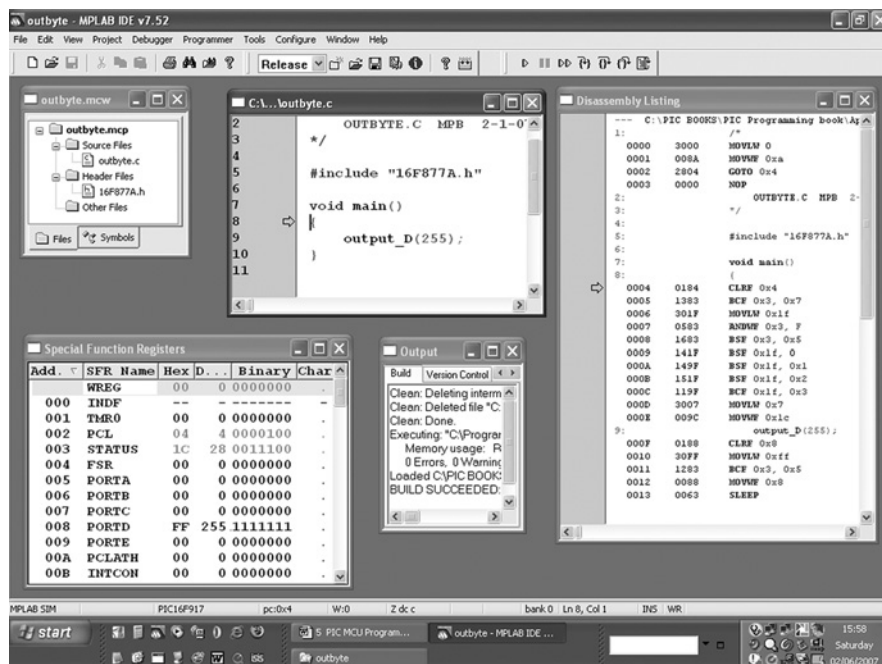 outbyte - MPLAB IDE v7.52
File Edit View Project Debugger Programmer Tools Configure Window Help
Release
outbyte.mcw
outbyte.mcp
Source Files
outbyte.c
Header Files
16F877A.h
Other Files
Files Symbols
C:\...\outbyte.c
2 OUTBYTE.C MPB 2-1-0
3 */
4
5 #include "16F877A.h"
6
7 void main()
8 {
9 output_D(255);
10 }
11
Disassembly Listing
--- C:\PIC BOOKS\PIC Programming book\Ap
1: /*
0000 3000 MOVLW 0
0001 008A MOVWF 0xa
0002 2804 GOTO 0x4
0003 0000 NOP
2: OUTBYTE.C MPB 2-
3: */
4:
5: #include "16F877A.h"
6:
7: void main()
8: {
0004 0184 CLRF 0x4
0005 1383 BCF 0x3, 0x7
0006 301F MOVLW 0x1f
0007 0583 ANDWF 0x3, F
0008 1683 BSF 0x3, 0x5
0009 141F BSF 0x1f, 0
000A 149F BSF 0x1f, 0x1
000B 151F BSF 0x1f, 0x2
000C 119F BCF 0x1f, 0x3
000D 3007 MOVLW 0x7
000E 009C MOVWF 0x1c
9: output_D(255);
000F 0188 CLRF 0x8
0010 30FF MOVLW 0xff
0011 1283 BCF 0x3, 0x5
0012 0088 MOVWF 0x8
0013 0063 SLEEP
Special Function Registers
Add. SFR Name Hex D... Binary Char
WREG 00 0 0000000 .
000 INDF -- -- ------- -
001 TMR0 00 0 0000000 .
002 PCL 04 4 0000100 .
003 STATUS 1C 28 0011100 .
004 FSR 00 0 0000000 .
005 PORTA 00 0 0000000 .
006 PORTB 00 0 0000000 .
007 PORTC 00 0 0000000 .
008 PORTD FF 255 1111111 .
009 PORTE 00 0 0000000 .
00A PCLATH 00 0 0000000 .
00B INTCON 00 0 0000000 .
Output
Build Version Control
Clean: Deleting interm
Clean: Deleted file "C:
Clean: Done.
Executing: "C:\Progra
Memory usage: R
0 Errors, 0 Warning
Loaded C:\PIC BOOK
BUILD SUCCEEDED:
MPLAB SIM PIC16F917 pc:0x4 W:0 Z dc c bank 0 Ln 8, Col 1 INS WR
start 5 PIC MCU Program... outbyte - MPLAB IDE ... 15:58
Saturday
isis outbyte 02/06/2007